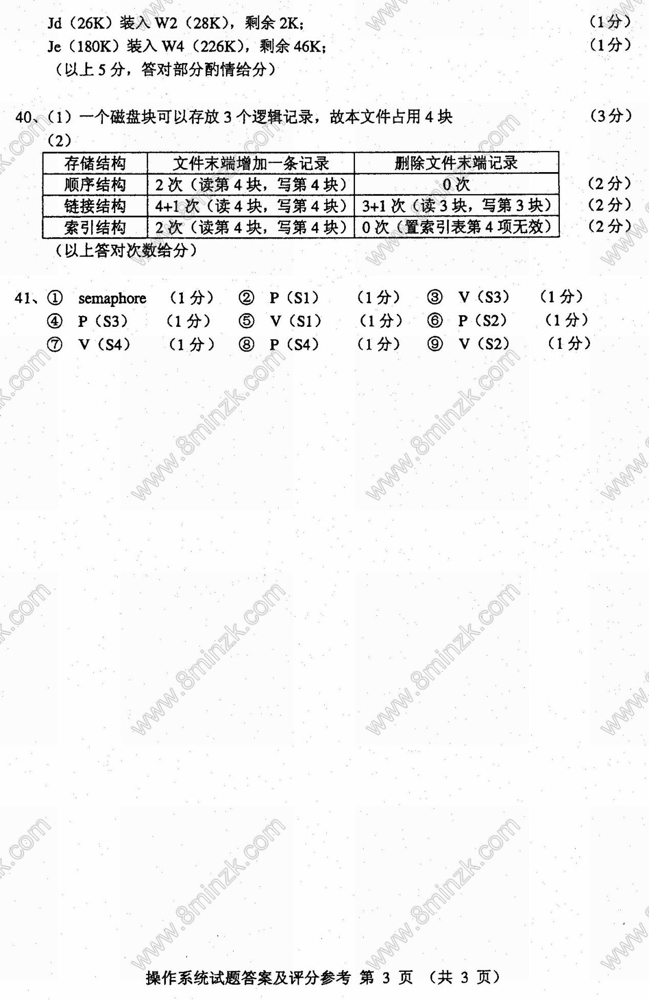 Jd（26K）装入 W2（28K），剩余 2K； （1分）
Je（180K）装入 W4（226K），剩余 46K； （1分）
（以上 5 分，答对部分酌情给分）
40、（1）一个磁盘块可以存放 3 个逻辑记录，故本文件占用 4 块 （3分）
（2）
存储结构 文件末端增加一条记录 删除文件末端记录
顺序结构 2 次（读第 4 块，写第 4 块） 0 次 （2 分）
链接结构 4+1 次（读 4 块，写第 4 块） 3+1 次（读 3 块，写第 3 块） （2 分）
索引结构 2 次（读第 4 块，写第 4 块） 0 次（置索引表第 4 项无效） （2 分）
（以上答对次数给分）
41、① semaphore （1 分） ② P（S1） （1 分） ③ V（S3） （1 分）
④ P（S3） （1 分） ⑤ V（S1） （1 分） ⑥ P（S2） （1 分）
⑦ V（S4） （1 分） ⑧ P（S4） （1 分） ⑨ V（S2） （1 分）
www.8minzk.com
操作系统试题答案及评分参考 第 3 页 （共 3 页）